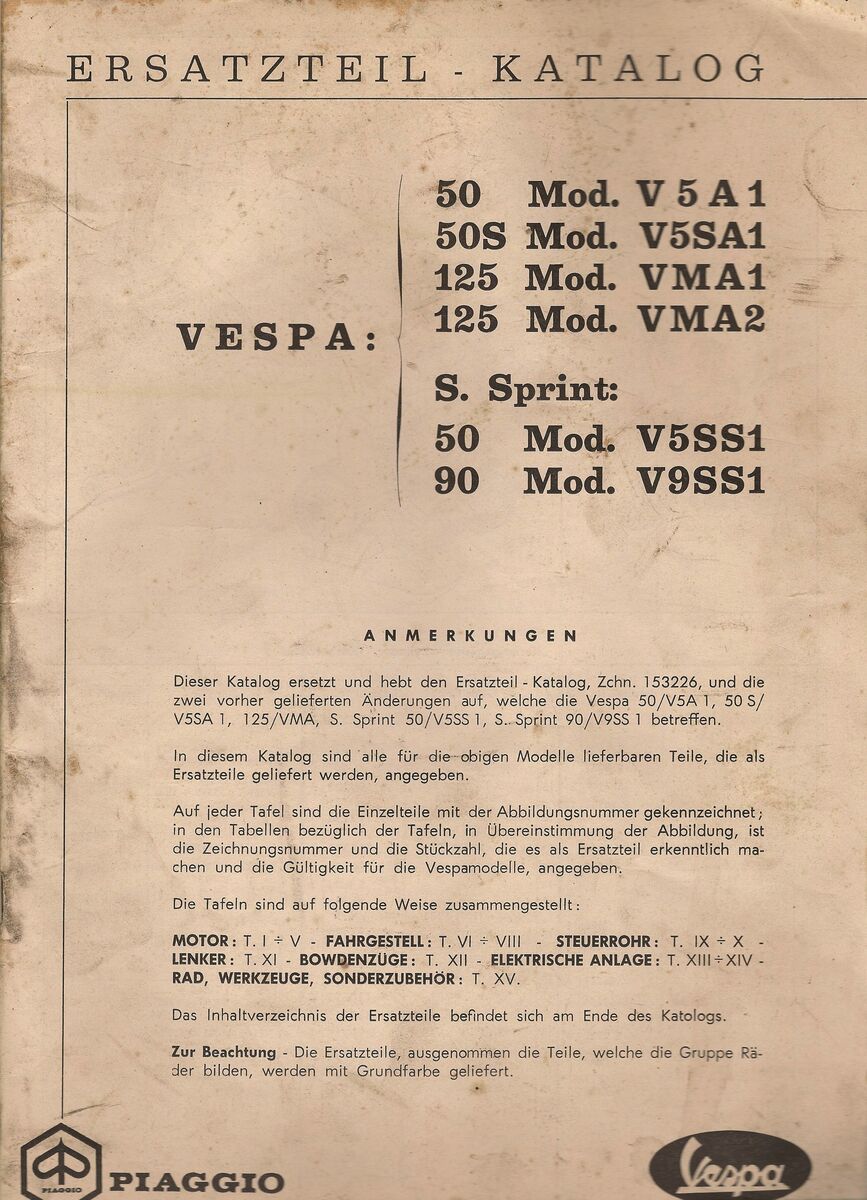 ERSATZTEIL - KATALOG
VESPA:
50 Mod. V5A1
50S Mod. V5SA1
125 Mod. VMA1
125 Mod. VMA2
S. Sprint:
50 Mod. V5SS1
90 Mod. V9SS1
ANMERKUNGEN
Dieser Katalog ersetzt und hebt den Ersatzteil - Katalog, Zchn. 153226, und die
zwei vorher gelieferten Änderungen auf, welche die Vespa 50/V5A 1, 50 S/
V5SA 1, 125/VMA, S. Sprint 50/V5SS 1, S. Sprint 90/V9SS 1 betreffen.
In diesem Katalog sind alle für die obigen Modelle lieferbaren Teile, die als
Ersatzteile geliefert werden, angegeben.
Auf jeder Tafel sind die Einzelteile mit der Abbildungsnummer gekennzeichnet;
in den Tabellen bezüglich der Tafeln, in Übereinstimmung der Abbildung, ist
die Zeichnungsnummer und die Stückzahl, die es als Ersatzteil erkenntlich ma-
chen und die Gültigkeit für die Vespamodelle, angegeben.
Die Tafeln sind auf folgende Weise zusammengestellt:
MOTOR: T. I ÷ V - FAHRGESTELL: T. VI ÷ VIII - STEUERROHR: T. IX ÷ X -
LENKER: T. XI - BOWDENZÜGE: T. XII - ELEKTRISCHE ANLAGE: T. XIII÷XIV -
RAD, WERKZEUGE, SONDERZUBEHÖR: T. XV.
Das Inhaltverzeichnis der Ersatzteile befindet sich am Ende des Katologs.
Zur Beachtung - Die Ersatzteile, ausgenommen die Teile, welche die Gruppe Rä-
der bilden, werden mit Grundfarbe geliefert.
PIAGGIO
PIAGGIO
Vespa